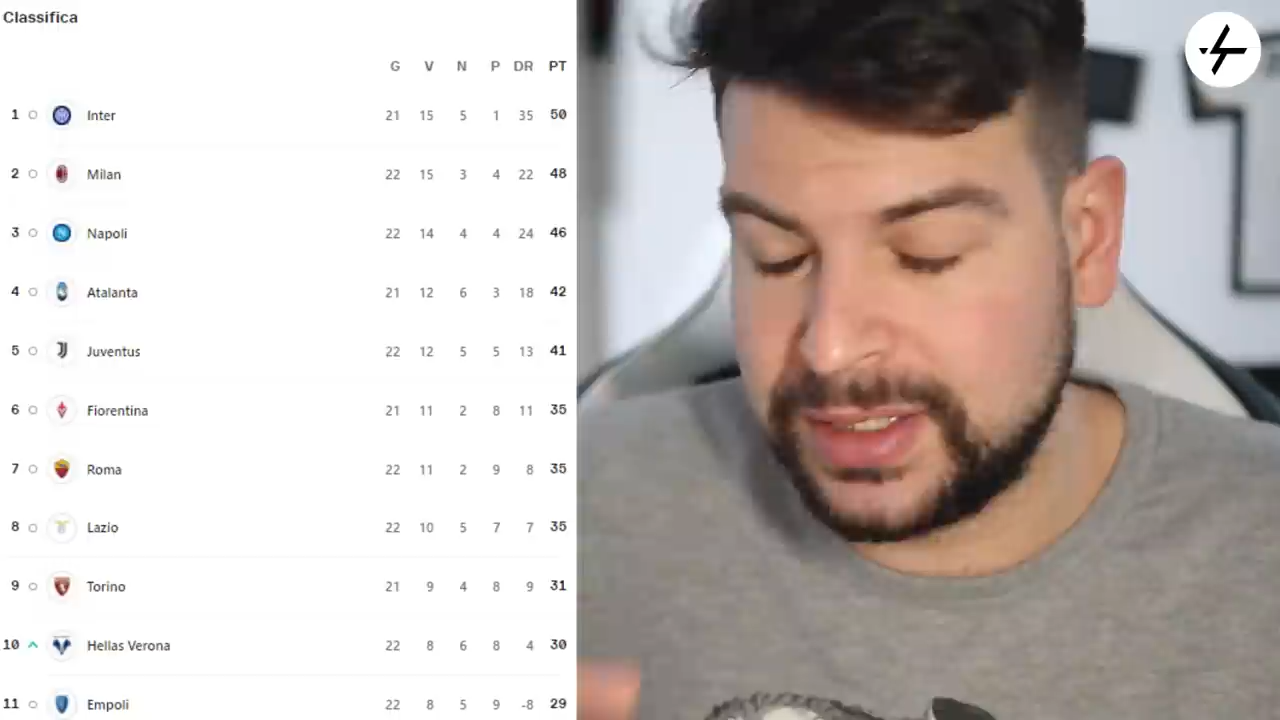 Classifica
G V N P DR PT
1 Inter 21 15 5 1 35 50
2 Milan 22 15 3 4 22 48
3 Napoli 22 14 4 4 24 46
4 Atalanta 21 12 6 3 18 42
5 Juventus 22 12 5 5 13 41
6 Fiorentina 21 11 2 8 11 35
7 Roma 22 11 2 9 8 35
8 Lazio 22 10 5 7 7 35
9 Torino 21 9 4 8 9 31
10 Hellas Verona 22 8 6 8 4 30
11 Empoli 22 8 5 9 -8 29